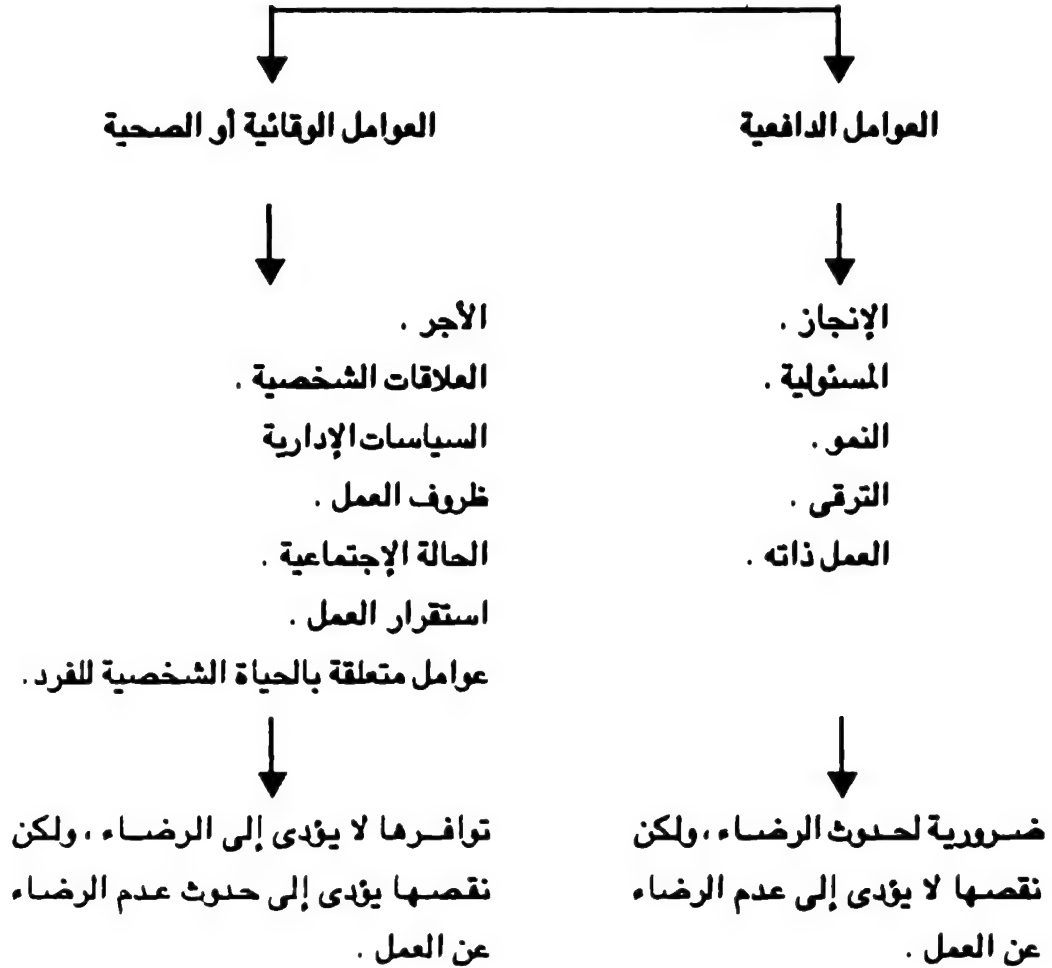 العوامل الدافعية
العوامل الوقائية أو الصحية
الإنجاز .
المسئولية .
النمو .
الترقى .
العمل ذاته .
الأجر .
العلاقات الشخصية .
السياسات الإدارية
ظروف العمل .
الحالة الإجتماعية .
استقرار العمل .
عوامل متعلقة بالحياة الشخصية للفرد .
ضرورية لحدوث الرضاء ، ولكن
نقصها لا يؤدى إلى عدم الرضاء
عن العمل .
توافرها لا يؤدى إلى الرضاء ، ولكن
نقصها يؤدى إلى حدوث عدم الرضاء
عن العمل .